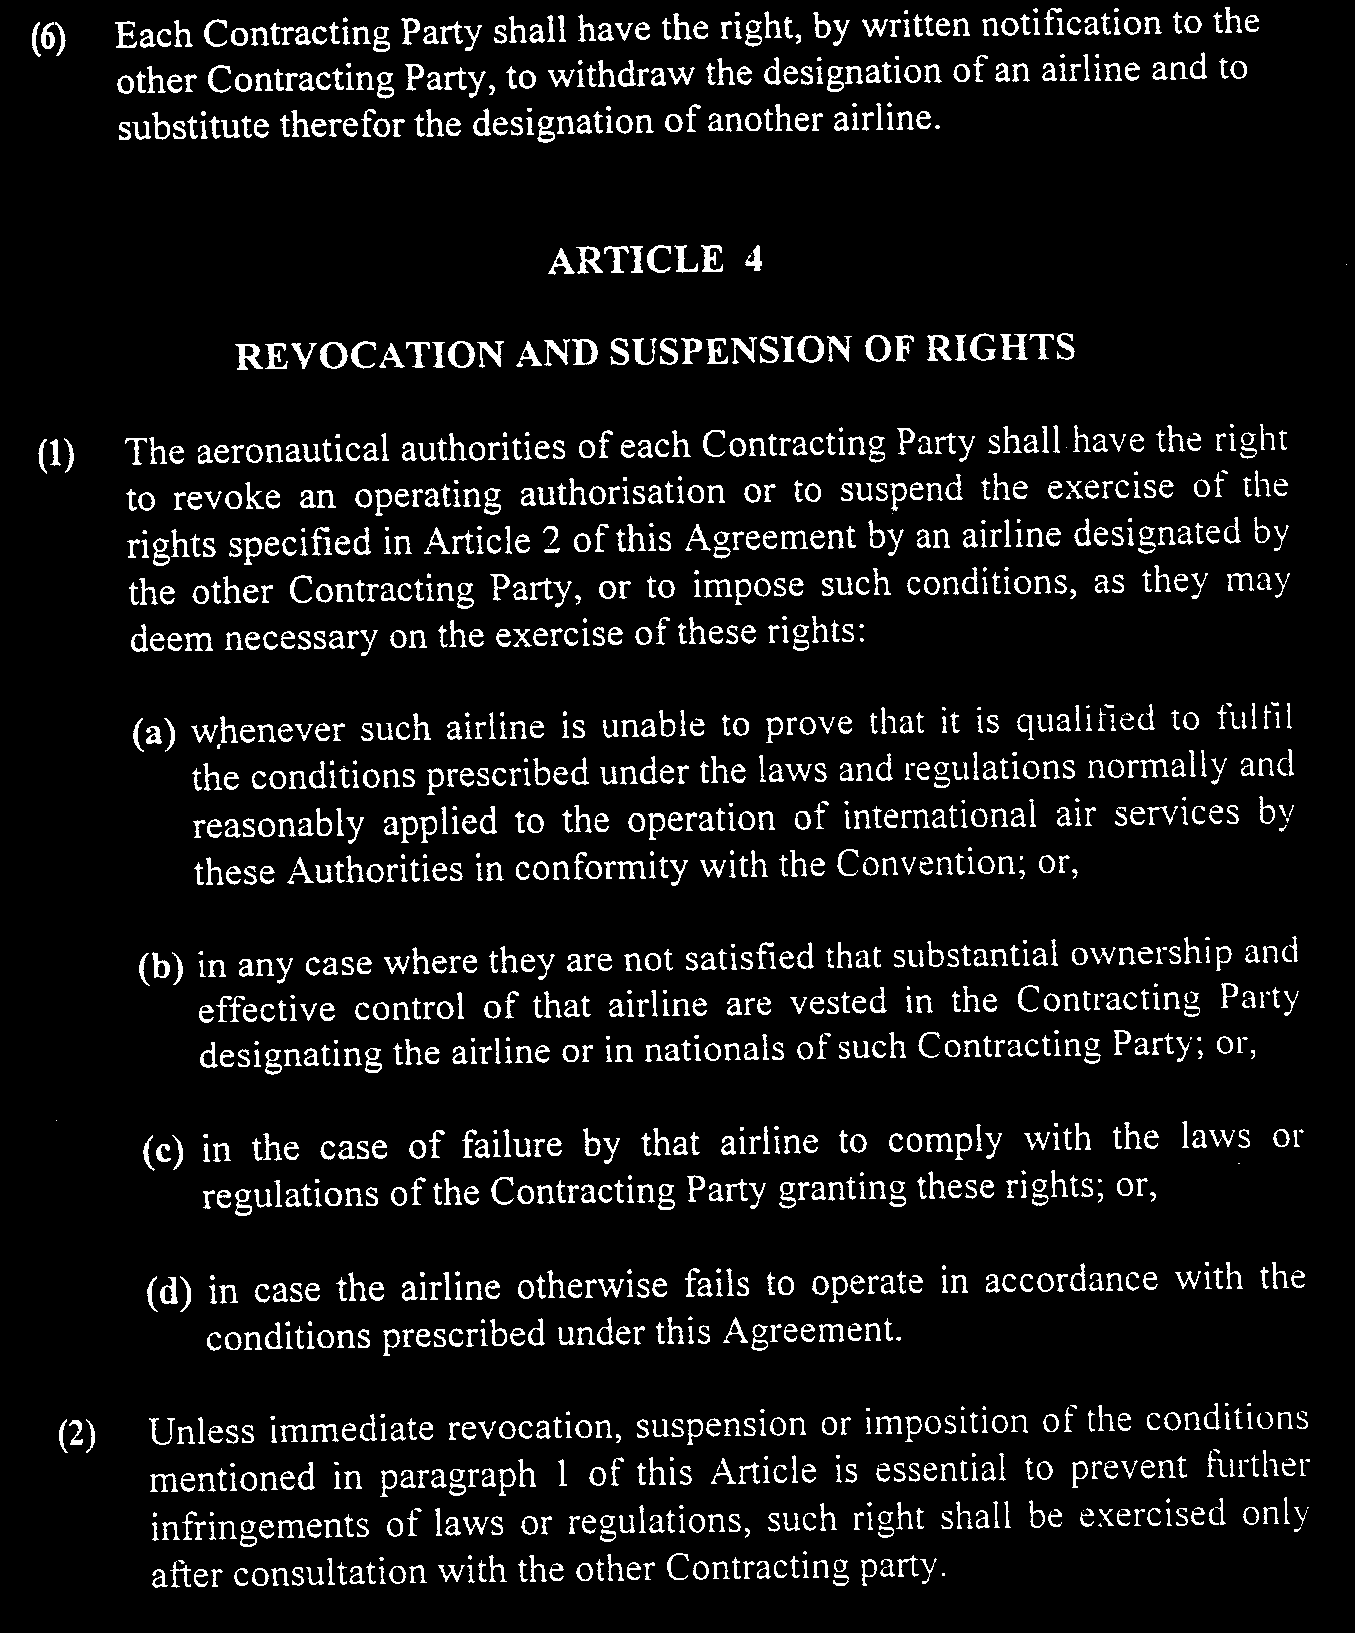 (6) Each Contracting Party shall have the right, by written notification to the
other Contracting Party, to withdraw the designation of an airline and to
substitute therefor the designation of another airline.
ARTICLE 4
REVOCATION AND SUSPENSION OF RIGHTS
(1) The aeronautical authorities of each Contracting Party shall have the right
to revoke an operating authorisation or to suspend the exercise of the
rights specified in Article 2 of this Agreement by an airline designated by
the other Contracting Party, or to impose such conditions, as they may
deem necessary on the exercise of these rights:
(a) whenever such airline is unable to prove that it is qualified to fulfil
the conditions prescribed under the laws and regulations normally and
reasonably applied to the operation of international air services by
these Authorities in conformity with the Convention; or,
(b) in any case where they are not satisfied that substantial ownership and
effective control of that airline are vested in the Contracting Party
designating the airline or in nationals of such Contracting Party; or,
(c) in the case of failure by that airline to comply with the laws or
regulations of the Contracting Party granting these rights; or,
(d) in case the airline otherwise fails to operate in accordance with the
conditions prescribed under this Agreement.
(2) Unless immediate revocation, suspension or imposition of the conditions
mentioned in paragraph 1 of this Article is essential to prevent further
infringements of laws or regulations, such right shall be exercised only
after consultation with the other Contracting party.